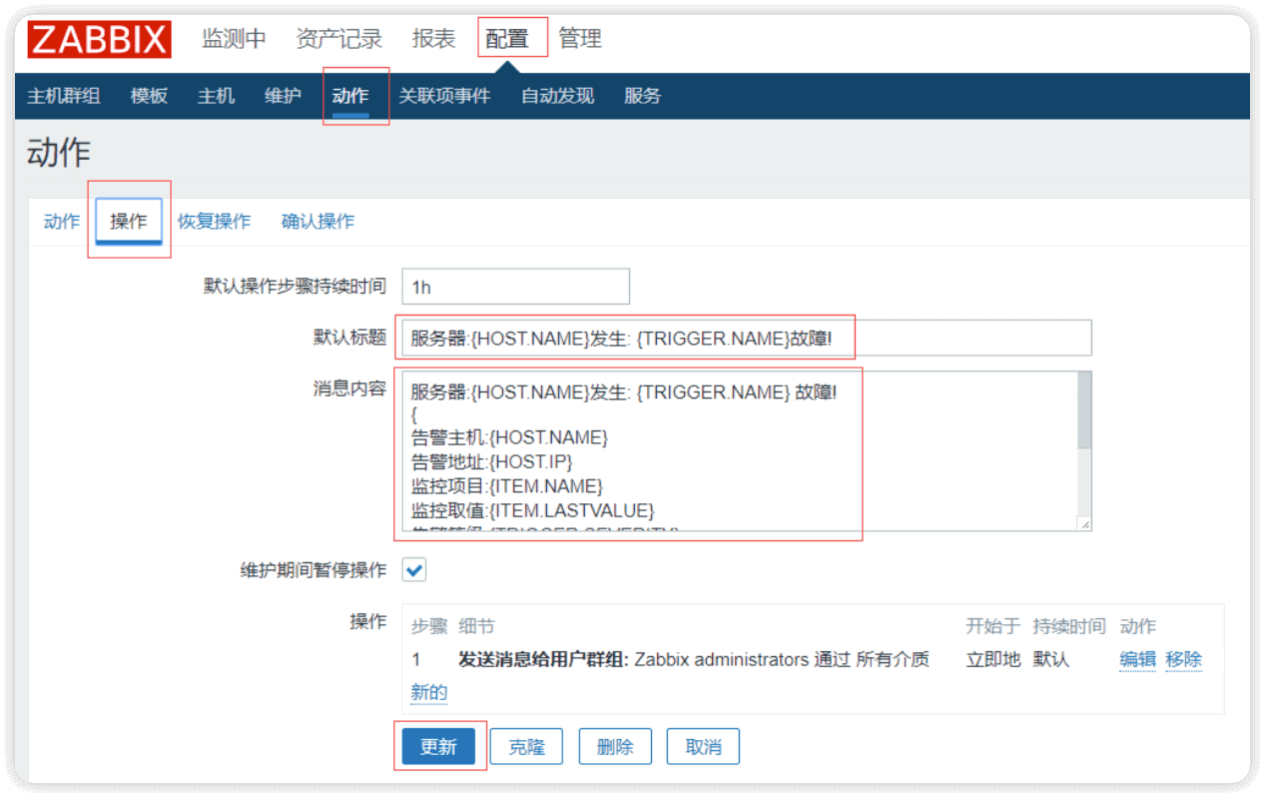 ZABBIX 监测中 资产记录 报表 配置 管理
主机群组 模板 主机 维护 动作 关联项事件 自动发现 服务
动作
动作 操作 恢复操作 确认操作
默认操作步骤持续时间 1h
默认标题 服务器:{HOST.NAME}发生: {TRIGGER.NAME}故障!
消息内容 服务器:{HOST.NAME}发生: {TRIGGER.NAME} 故障!
{
告警主机:{HOST.NAME}
告警地址:{HOST.IP}
监控项目:{ITEM.NAME}
监控取值:{ITEM.LASTVALUE}
告警等级:{TRIGGER.SEVERITY}
维护期间暂停操作
操作 步骤 细节 开始于 持续时间 动作
1 发送消息给用户群组: Zabbix administrators 通过 所有介质 立即地 默认 编辑 移除
新的
更新 克隆 删除 取消